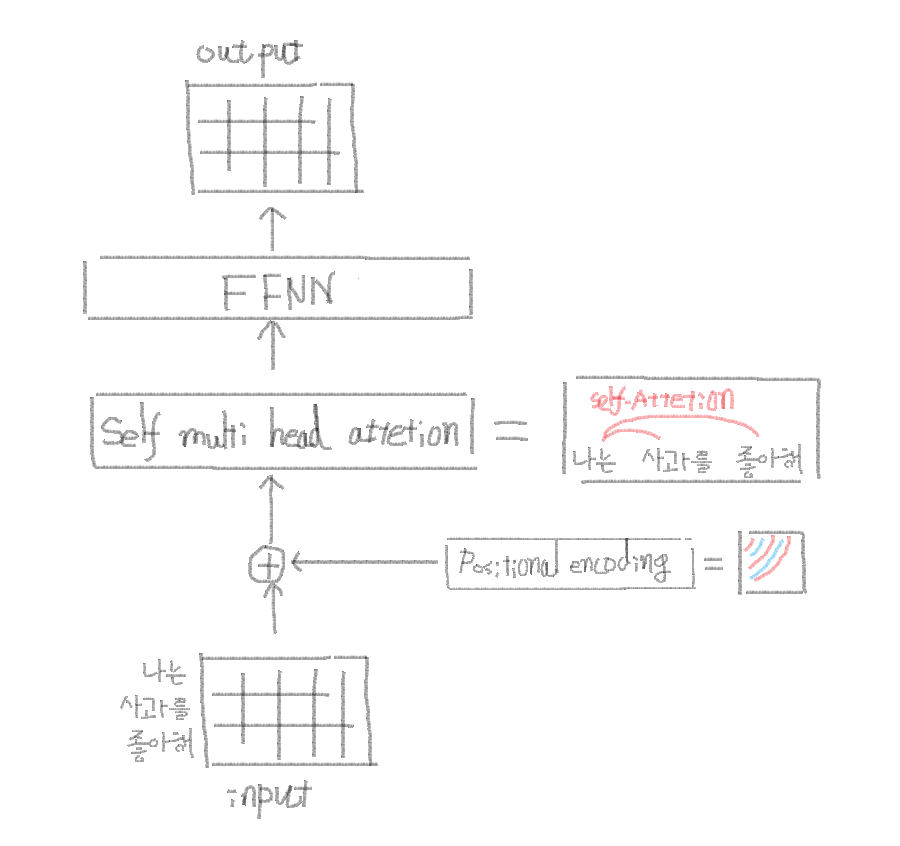 output
FFNN
Self multi head attetion
=
self-Attetion
나는 사과를 좋아해
+
Positional encoding
=
나는
사과를
좋아해
input